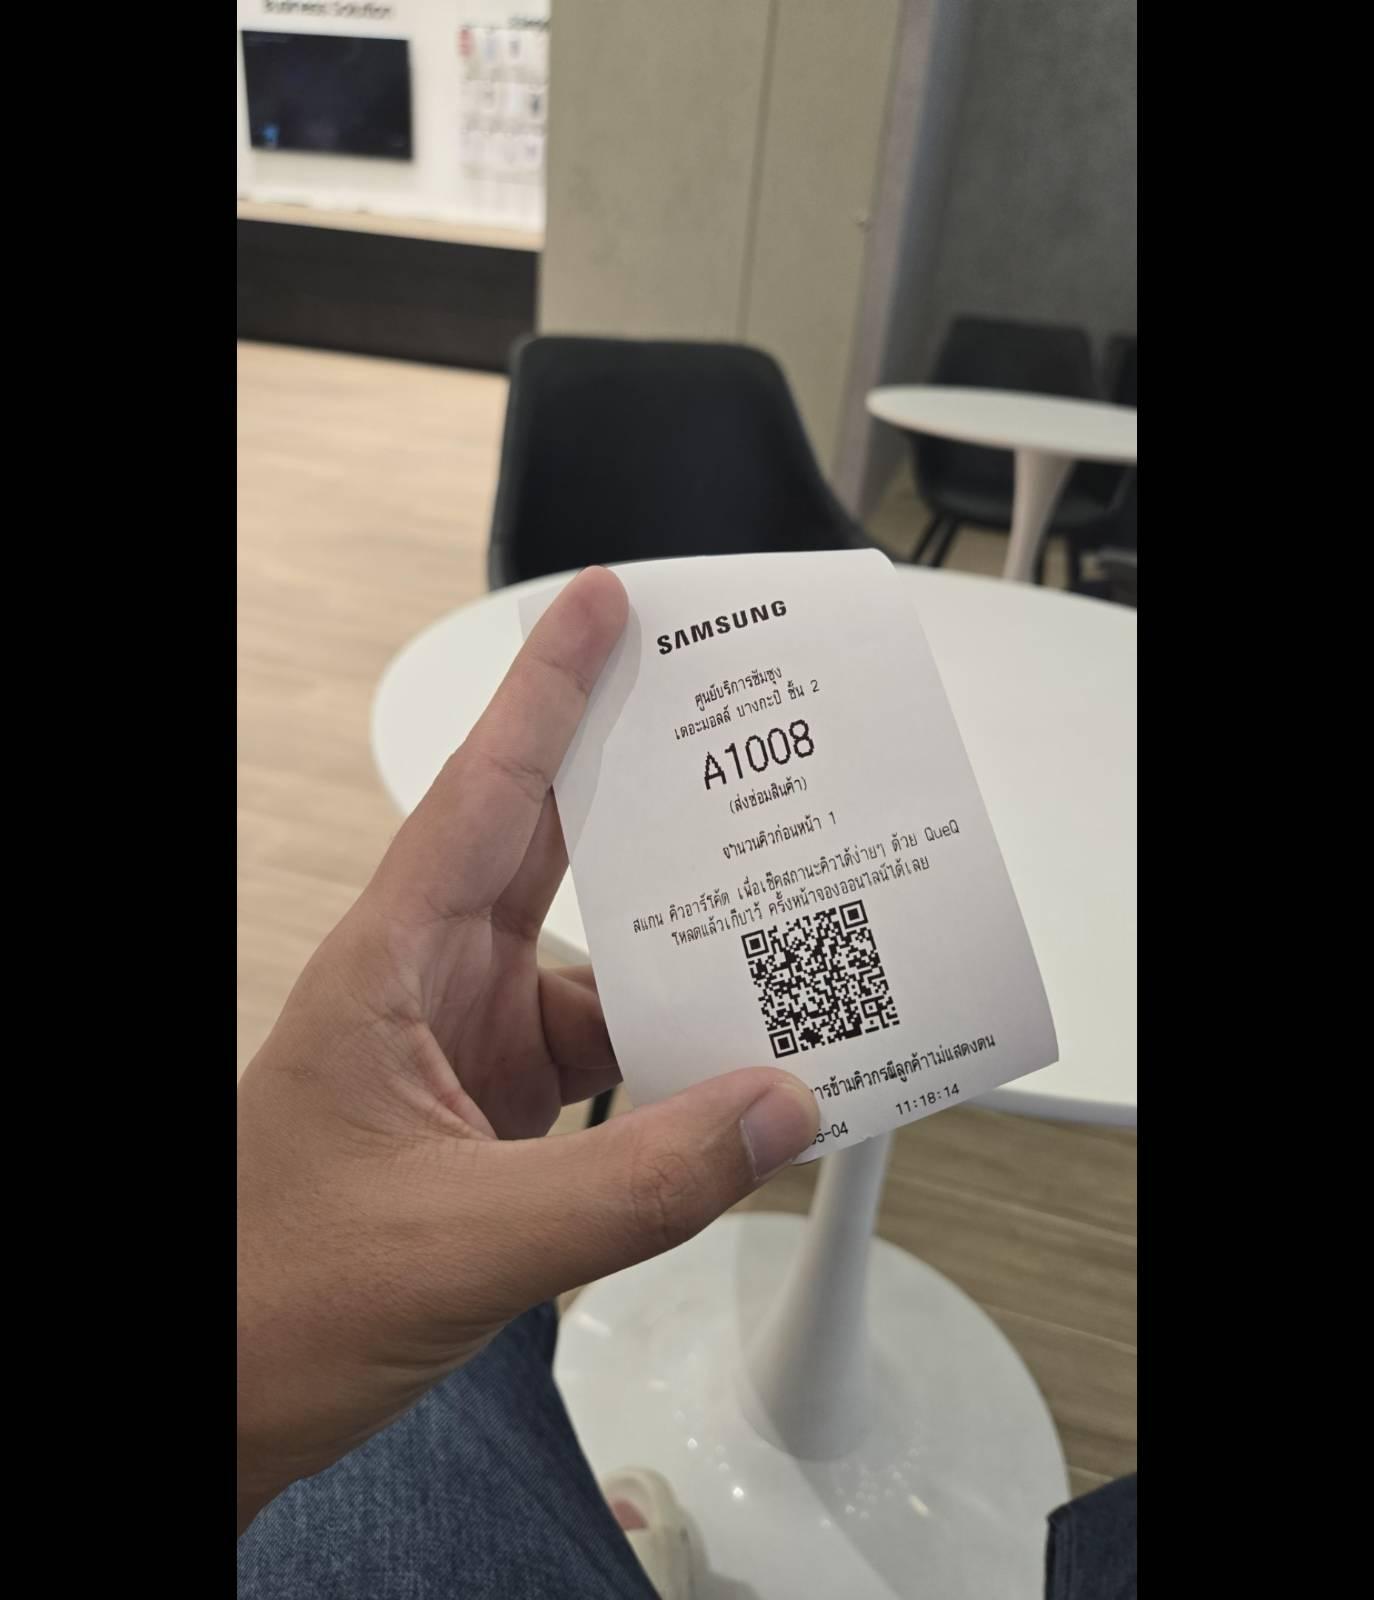 Business Solution
SAMSUNG
ศูนย์บริการซัมซุง
เดอะมอลล์ บางกะปิ ชั้น 2
A1008
(ส่งซ่อมสินค้า)
จำนวนคิวก่อนหน้า 1
สแกน คิวอาร์โค้ด เพื่อเช็คสถานะคิวได้ง่ายๆ ด้วย QueQ
โหลดแล้วเก็บไว้ ครั้งหน้าจองออนไลน์ได้เลย
ารข้ามคิวกรณีลูกค้าไม่แสดงตน
05-04 11:18:14